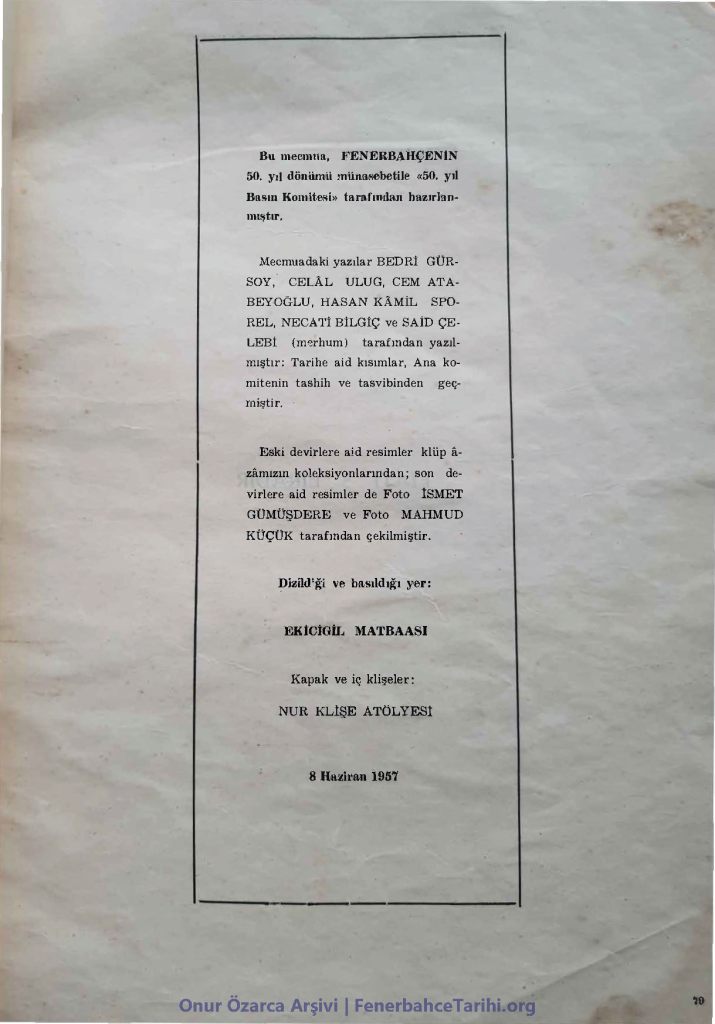 Bu mecmua, FENERBAHÇENİN
50. yıl dönümü münasebetile «50. yıl
Basın Komitesi» tarafından hazırlan-
mıştır.
Mecmuadaki yazılar BEDRİ GÜR-
SOY, CELÂL ULUG, CEM ATA-
BEYOĞLU, HASAN KÂMİL SPO-
REL, NECATİ BİLGİÇ ve SAİD ÇE-
LEBİ (merhum) tarafından yazıl-
mıştır: Tarihe aid kısımlar, Ana ko-
mitenin tashih ve tasvibinden geç-
miştir.
Eski devirlere aid resimler klüp â-
zâmızın koleksiyonlarından; son de-
virlere aid resimler de Foto İSMET
GÜMÜŞDERE ve Foto MAHMUD
KÜÇÜK tarafından çekilmiştir.
Dizild'ği ve basıldığı yer:
EKİCİGİL MATBAASI
Kapak ve iç klişeler:
NUR KLİŞE ATÖLYESİ
8 Haziran 1957
79
Onur Özarca Arşivi | FenerbahceTarihi.org